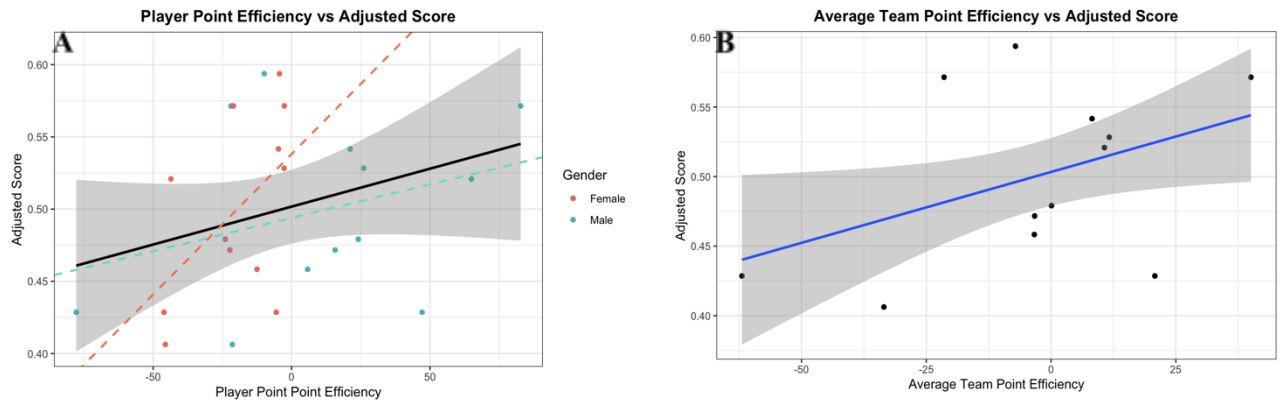 Player Point Efficiency vs Adjusted Score
A
0.60
0.55
0.50
0.45
0.40
Adjusted Score
-50
0
50
Player Point Point Efficiency
Gender
Female
Male
Average Team Point Efficiency vs Adjusted Score
B
0.60
0.55
0.50
0.45
0.40
Adjusted Score
-50
-25
0
25
Average Team Point Efficiency